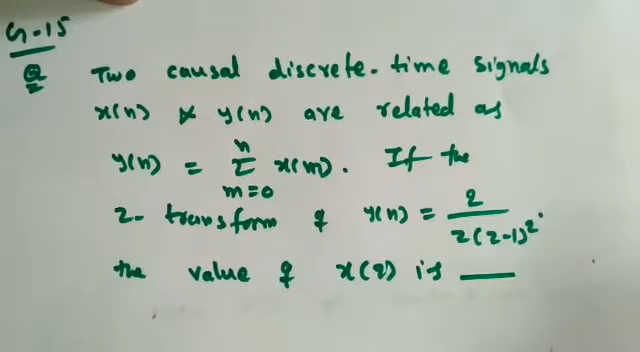 G-15
Q Two causal discrete-time signals
x(n) & y(n) are related as
y(n) = Σ_{m=0}^{n} x(m). If the
z- transform of y(n) = 2/(z(z-1)²).
the value of x(2) is ___